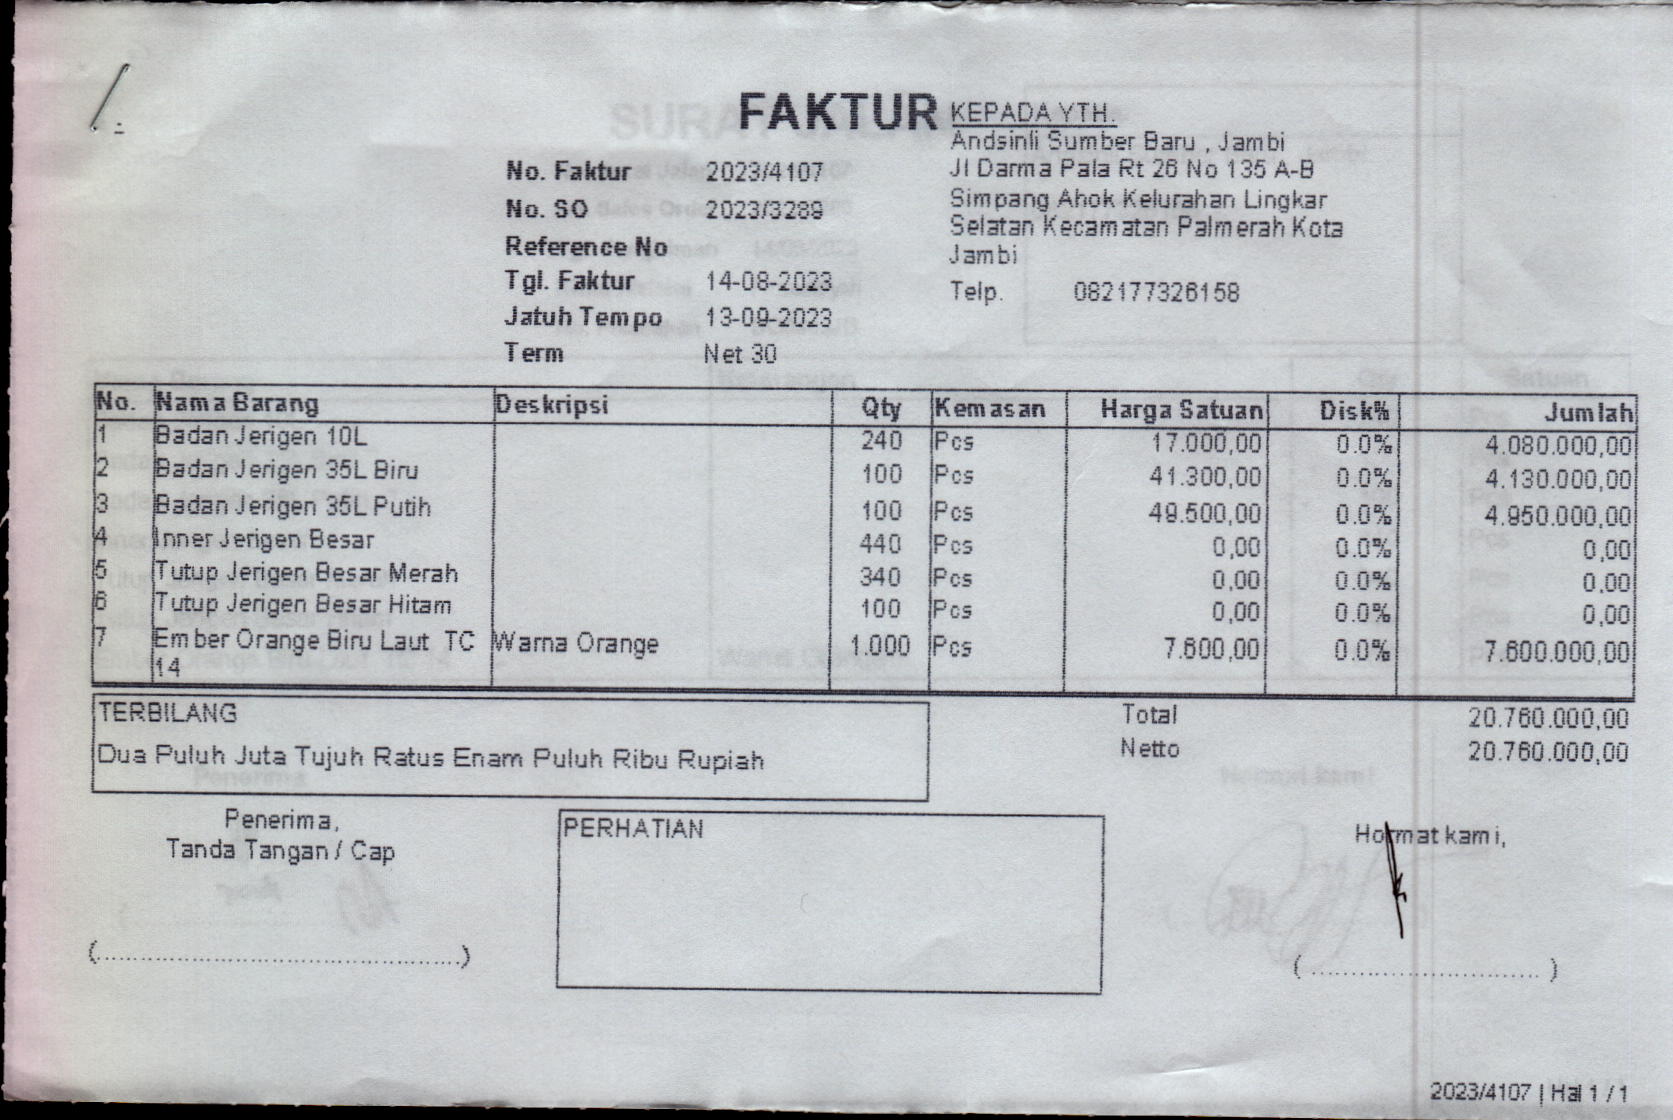 FAKTUR
No. Faktur 2023/4107
No. SO 2023/3289
Reference No
Tgl. Faktur 14-08-2023
Jatuh Tempo 13-09-2023
Term Net 30
KEPADA YTH.
Andsinli Sumber Baru , Jambi
Jl Darma Pala Rt 26 No 135 A-B
Simpang Ahok Kelurahan Lingkar
Selatan Kecamatan Palmerah Kota
Jambi
Telp. 082177326158
No. Nama Barang Deskripsi Qty Kemasan Harga Satuan Disk% Jumlah
1 Badan Jerigen 10L 240 Pcs 17.000,00 0.0% 4.080.000,00
2 Badan Jerigen 35L Biru 100 Pcs 41.300,00 0.0% 4.130.000,00
3 Badan Jerigen 35L Putih 100 Pcs 49.500,00 0.0% 4.950.000,00
4 Inner Jerigen Besar 440 Pcs 0,00 0.0% 0,00
5 Tutup Jerigen Besar Merah 340 Pcs 0,00 0.0% 0,00
6 Tutup Jerigen Besar Hitam 100 Pcs 0,00 0.0% 0,00
7 Ember Orange Biru Laut TC Warna Orange 1.000 Pcs 7.600,00 0.0% 7.600.000,00
14
TERBILANG
Dua Puluh Juta Tujuh Ratus Enam Puluh Ribu Rupiah
Total 20.760.000,00
Netto 20.760.000,00
Penerima,
Tanda Tangan / Cap
(..................................................)
PERHATIAN
Hormat kami,
( ............................... )
2023/4107 | Hal 1 / 1